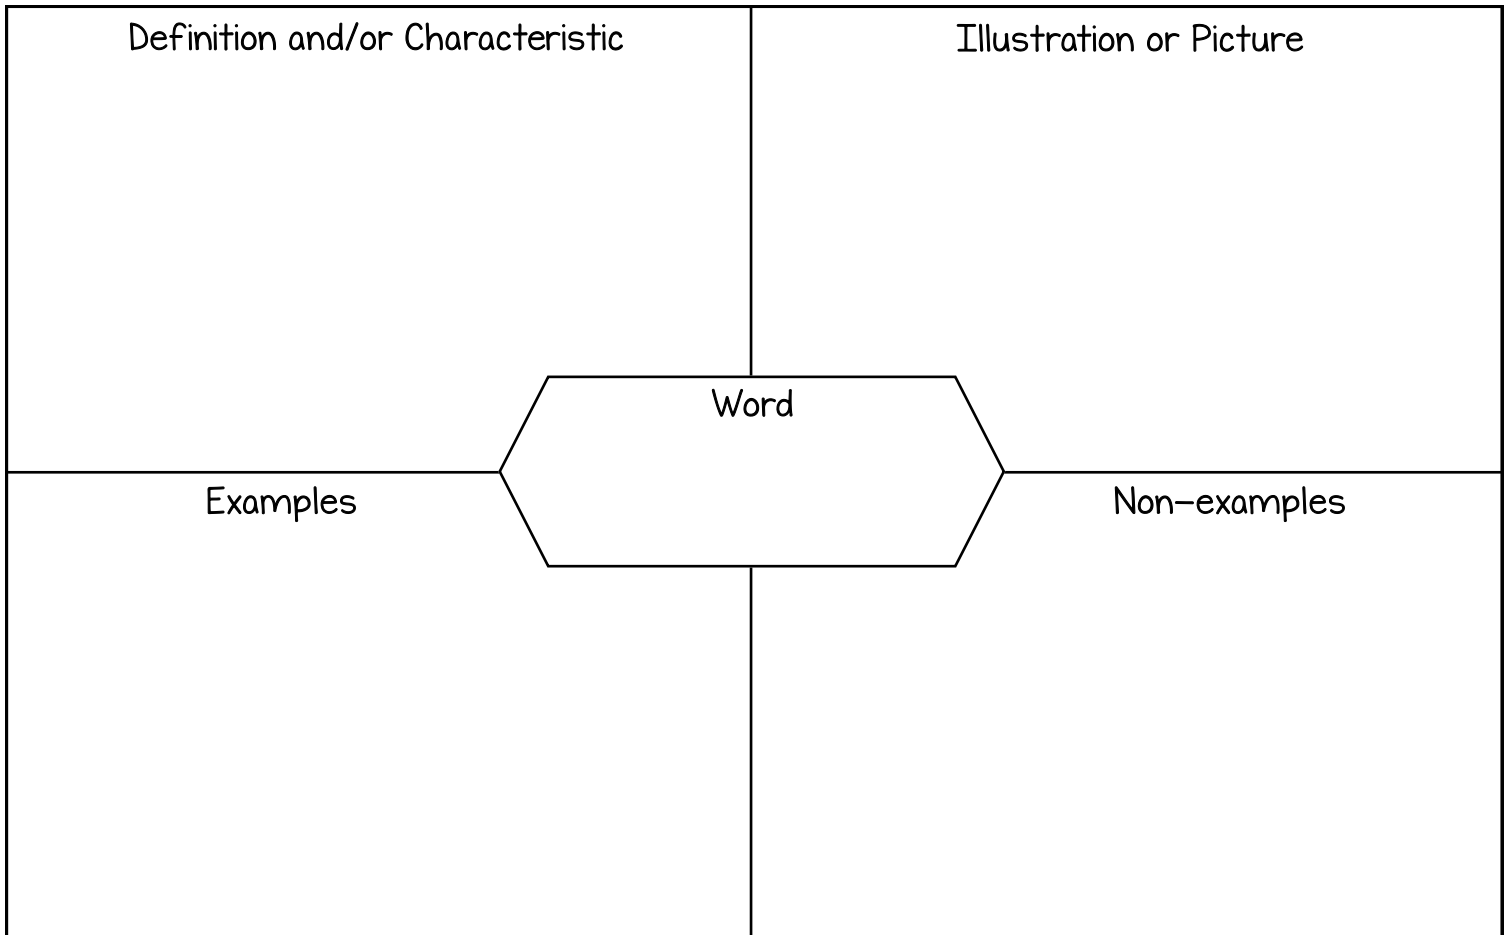 Definition and/or Characteristic
Illustration or Picture
Word
Examples
Non-examples